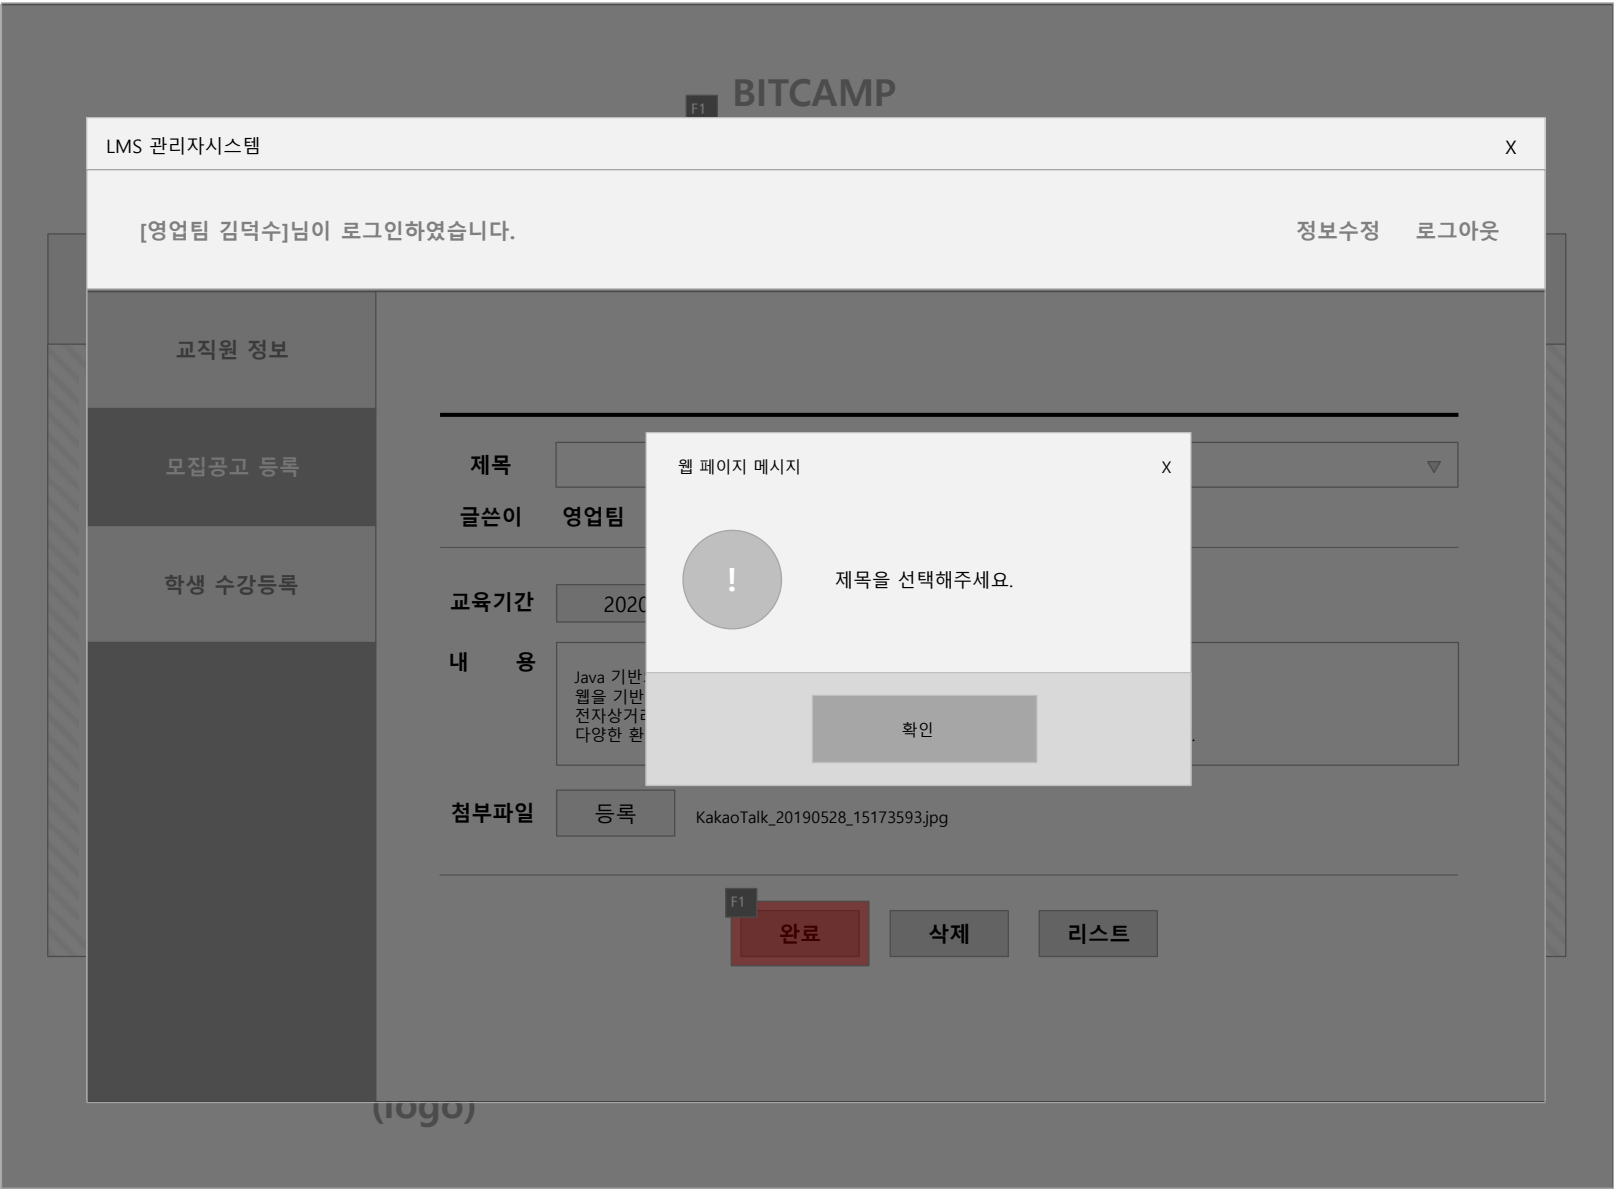 BITCAMP
F1
LMS 관리자시스템
X
[영업팀 김덕수]님이 로그인하였습니다.
정보수정
로그아웃
교직원 정보
모집공고 등록
학생 수강등록
제목
글쓴이 영업팀
웹 페이지 메시지
X
!
제목을 선택해주세요.
확인
교육기간
2020
내 용
Java 기반
웹을 기반
전자상거래
다양한 환
.
첨부파일
등록
KakaoTalk_20190528_15173593.jpg
F1
완료
삭제
리스트
(logo)